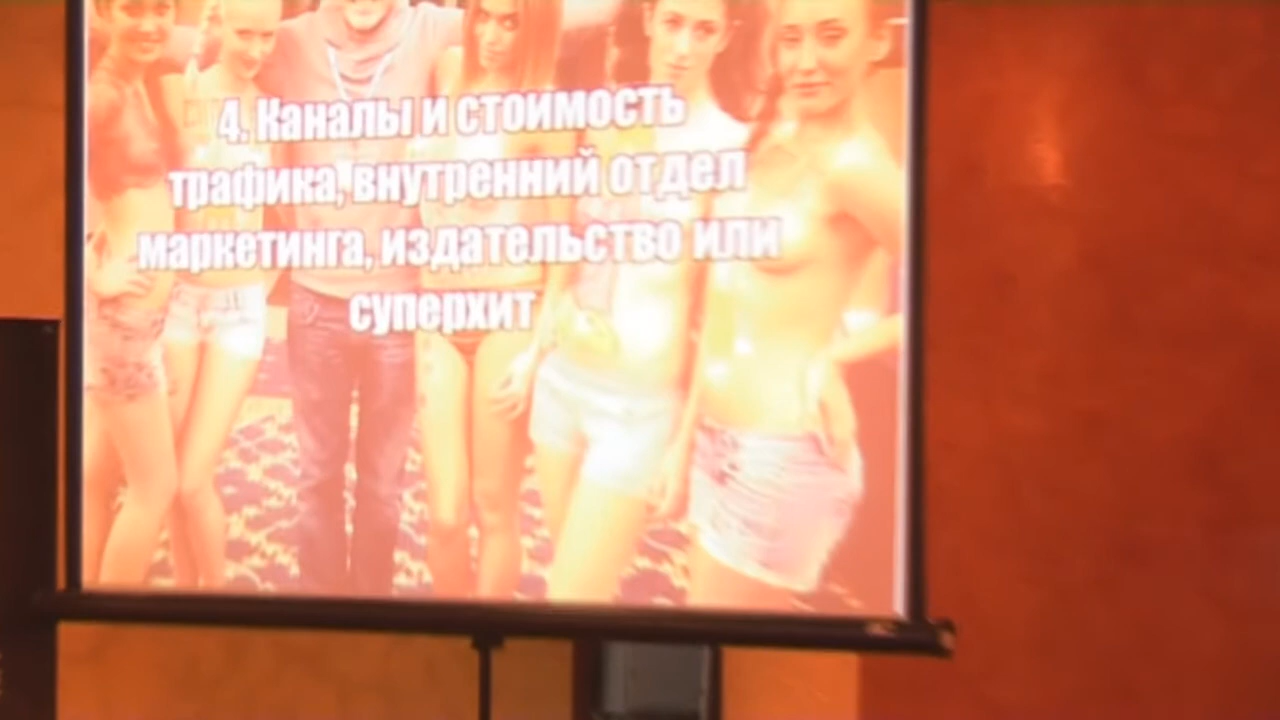 4. Каналы и стоимость
трафика, внутренний отдел
маркетинга, издательство или
суперхит